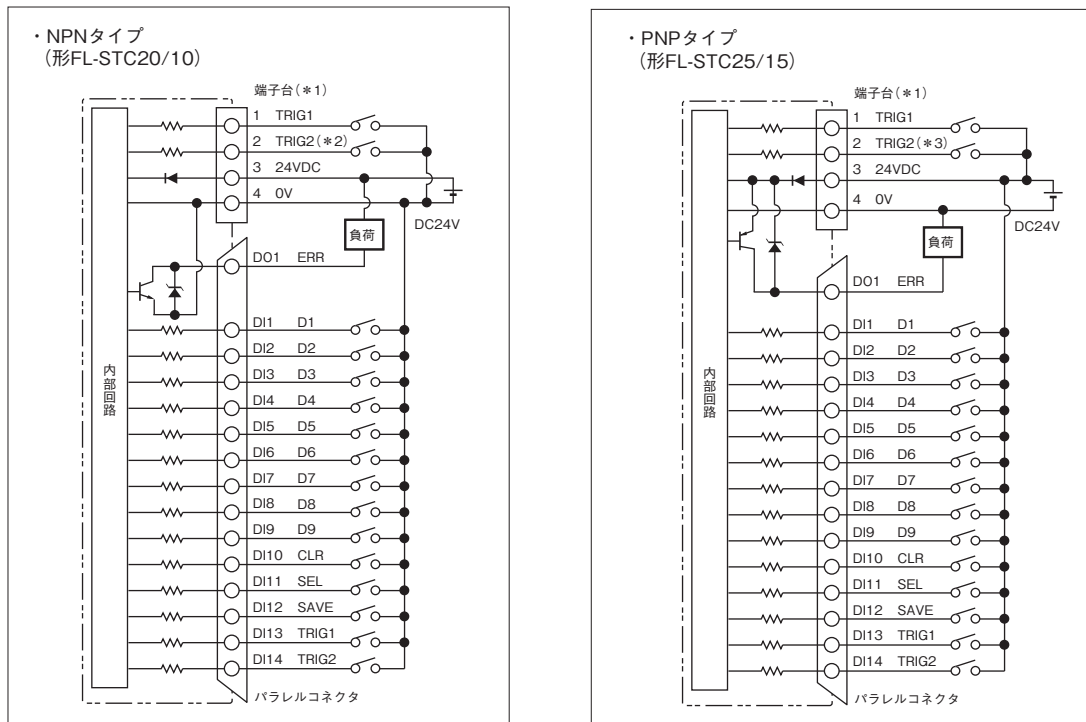 ・NPNタイプ
（形FL-STC20/10）
端子台（＊1）
1 TRIG1
2 TRIG2（＊2）
3 24VDC
4 0V
DC24V
負荷
DO1 ERR
DI1 D1
DI2 D2
DI3 D3
DI4 D4
DI5 D5
DI6 D6
DI7 D7
DI8 D8
DI9 D9
DI10 CLR
DI11 SEL
DI12 SAVE
DI13 TRIG1
DI14 TRIG2
内部回路
パラレルコネクタ
・PNPタイプ
（形FL-STC25/15）
端子台（＊1）
1 TRIG1
2 TRIG2（＊3）
3 24VDC
4 0V
DC24V
負荷
DO1 ERR
DI1 D1
DI2 D2
DI3 D3
DI4 D4
DI5 D5
DI6 D6
DI7 D7
DI8 D8
DI9 D9
DI10 CLR
DI11 SEL
DI12 SAVE
DI13 TRIG1
DI14 TRIG2
内部回路
パラレルコネクタ